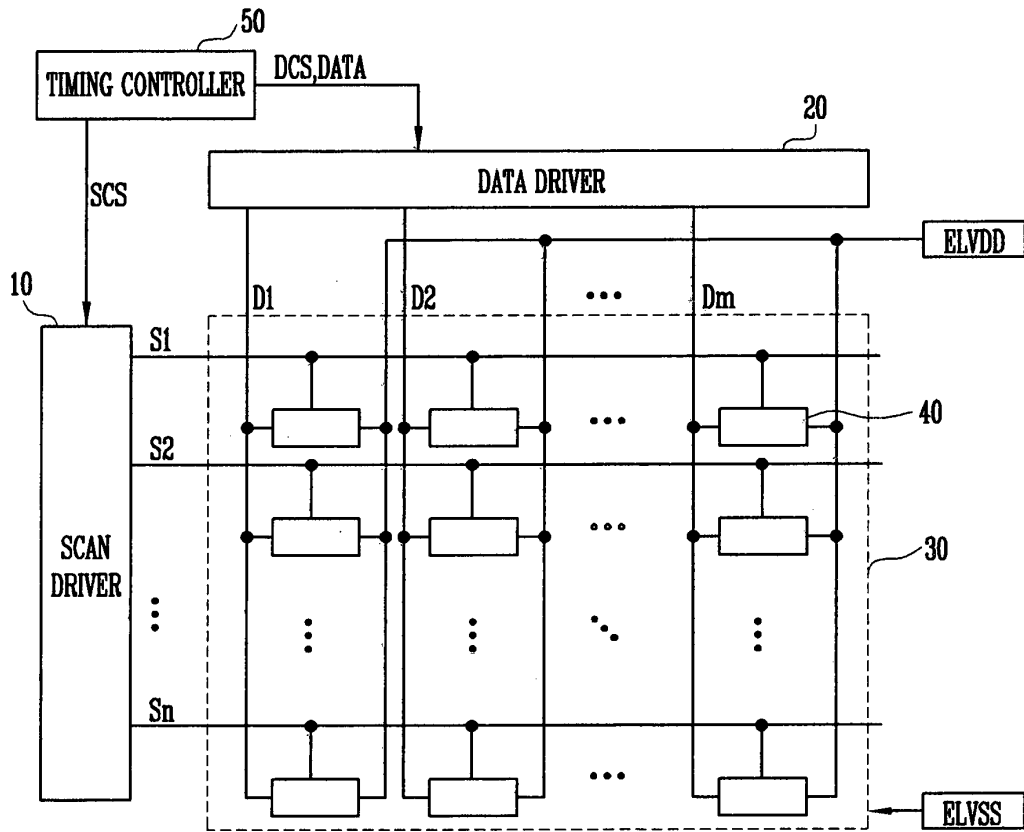 50
TIMING CONTROLLER
DCS,DATA
20
DATA DRIVER
SCS
ELVDD
10
D1
D2
Dm
S1
40
S2
SCAN
DRIVER
30
Sn
ELVSS